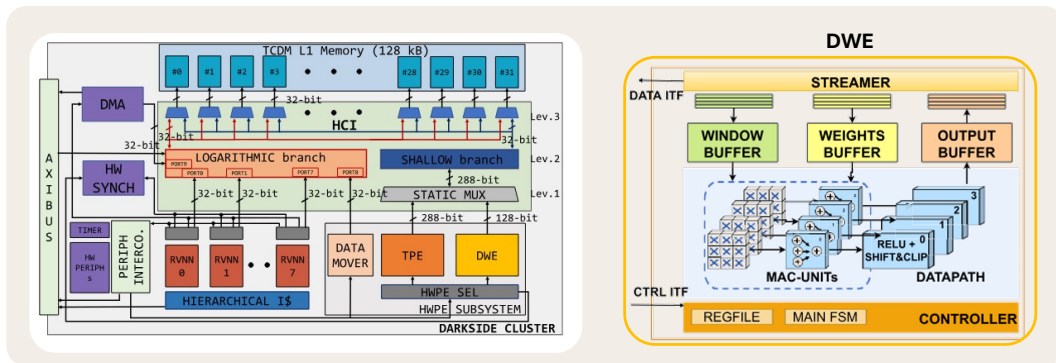 TCDM L1 Memory (128 kB)
#0
#1
#2
#3
#28
#29
#30
#31
32-bit
32-bit
DMA
HCI
Lev.3
32-bit
32-bit
LOGARITHMIC branch
SHALLOW branch
Lev.2
PORT9
PORT0
PORT1
PORT7
PORT8
288-bit
HW
SYNCH
32-bit
32-bit
32-bit
32-bit
STATIC MUX
Lev.1
288-bit
128-bit
AXIBUS
TIMER
HW
PERIPH
s
PERIPH
INTERCO.
RVNN
0
RVNN
1
RVNN
7
DATA
MOVER
TPE
DWE
HIERARCHICAL I$
HWPE SEL
HWPE SUBSYSTEM
DARKSIDE CLUSTER
DWE
STREAMER
DATA ITF
WINDOW
BUFFER
WEIGHTS
BUFFER
OUTPUT
BUFFER
3
2
1
0
RELU +
SHIFT&CLIP
MAC-UNITs
DATAPATH
CTRL ITF
REGFILE
MAIN FSM
CONTROLLER